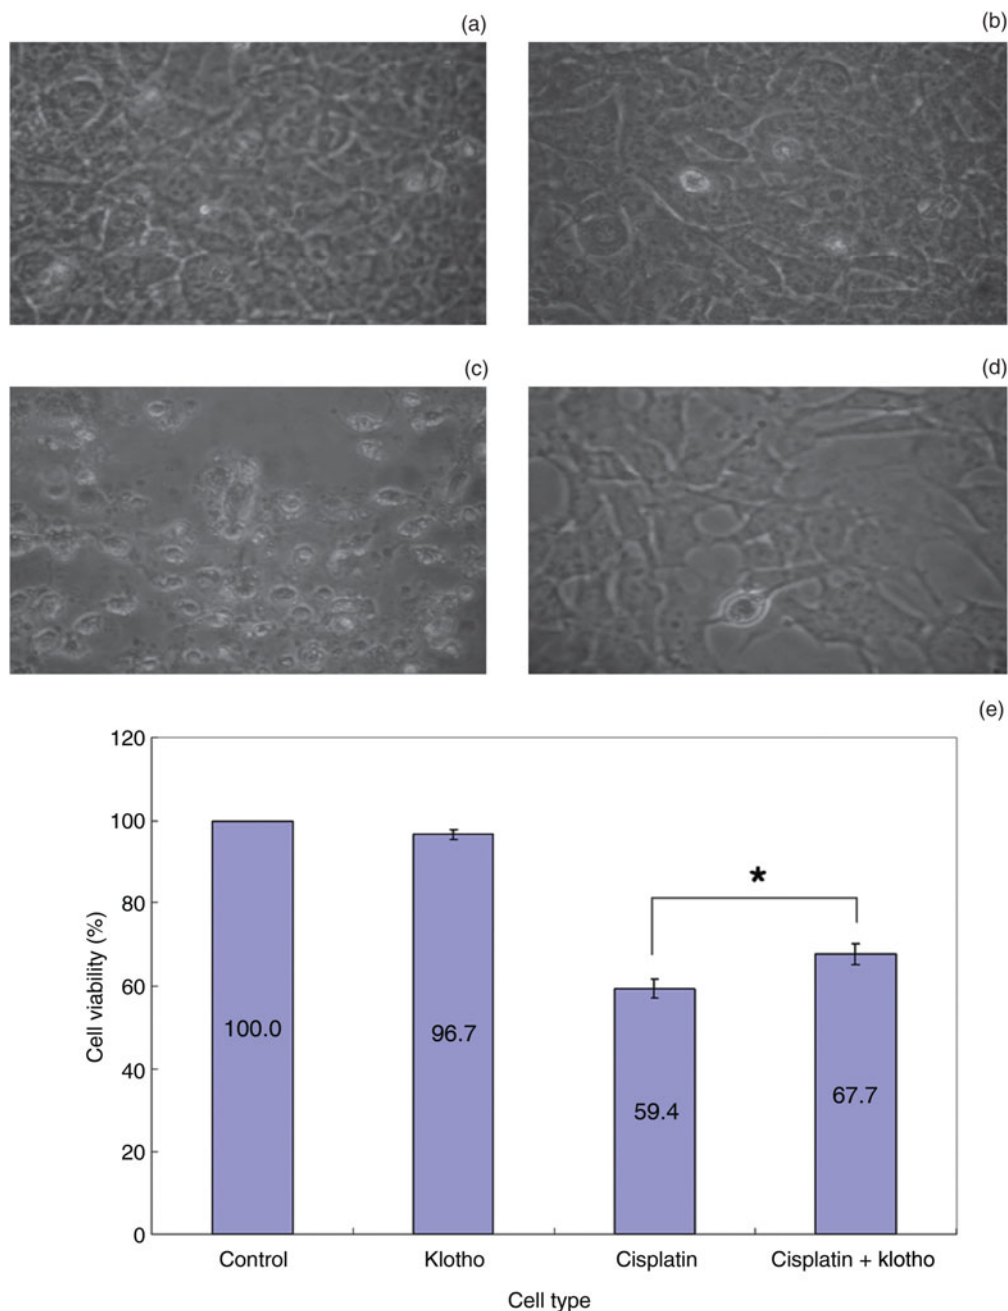 (a)
(b)
(c)
(d)
(e)
120
100
80
60
40
20
0
Cell viability (%)
100.0
96.7
59.4
67.7
*
Control
Klotho
Cisplatin
Cisplatin + klotho
Cell type